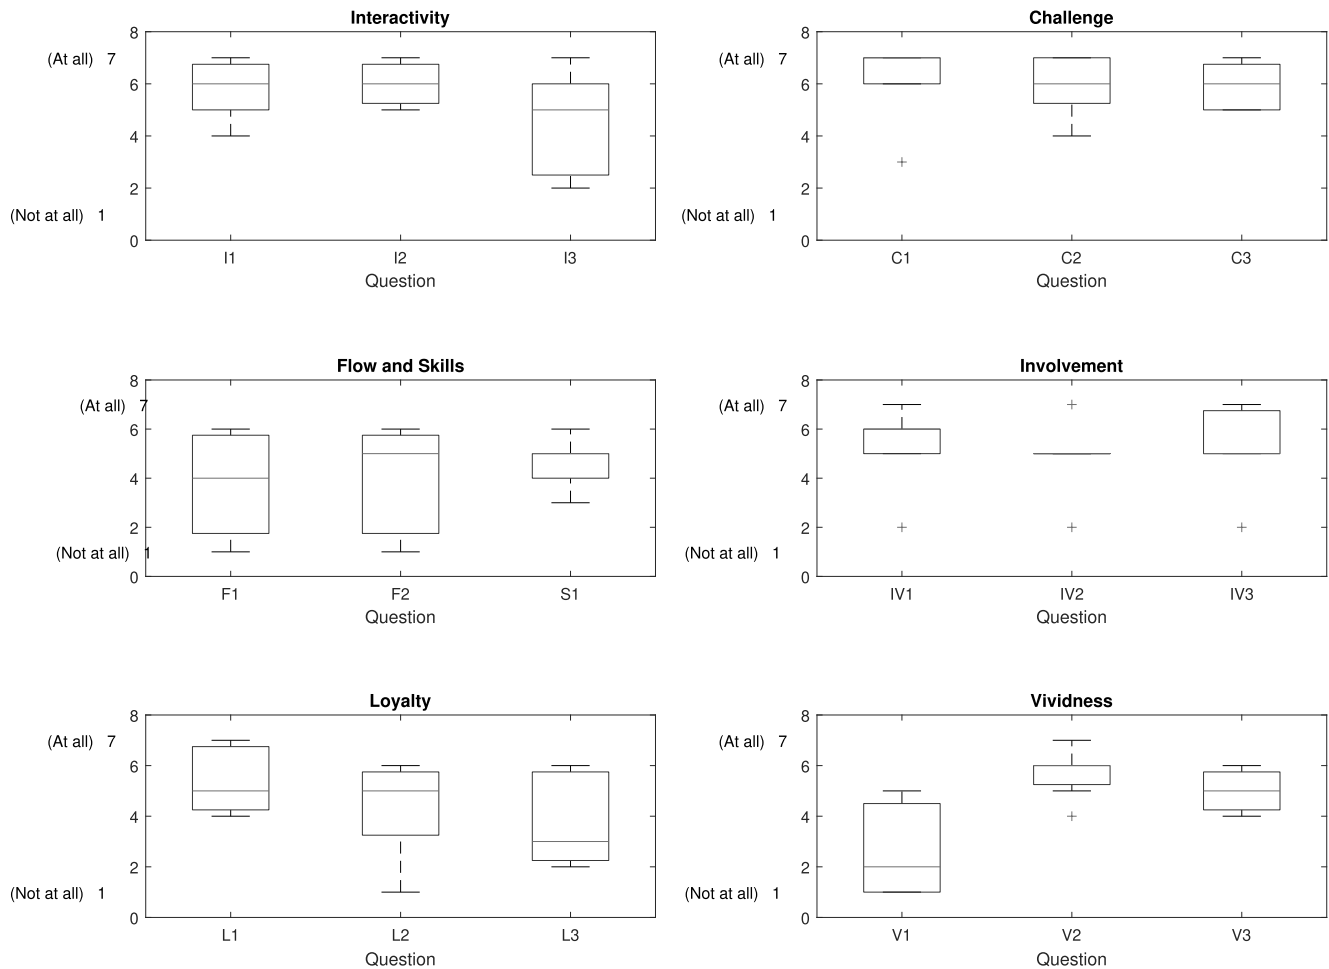 Interactivity
8
(At all) 7
6
4
2
(Not at all) 1
0
I1 I2 I3
Question
Challenge
8
(At all) 7
6
4
2
(Not at all) 1
0
C1 C2 C3
Question
Flow and Skills
8
(At all) 7
6
4
2
(Not at all) 1
0
F1 F2 S1
Question
Involvement
8
(At all) 7
6
4
2
(Not at all) 1
0
IV1 IV2 IV3
Question
Loyalty
8
(At all) 7
6
4
2
(Not at all) 1
0
L1 L2 L3
Question
Vividness
8
(At all) 7
6
4
2
(Not at all) 1
0
V1 V2 V3
Question